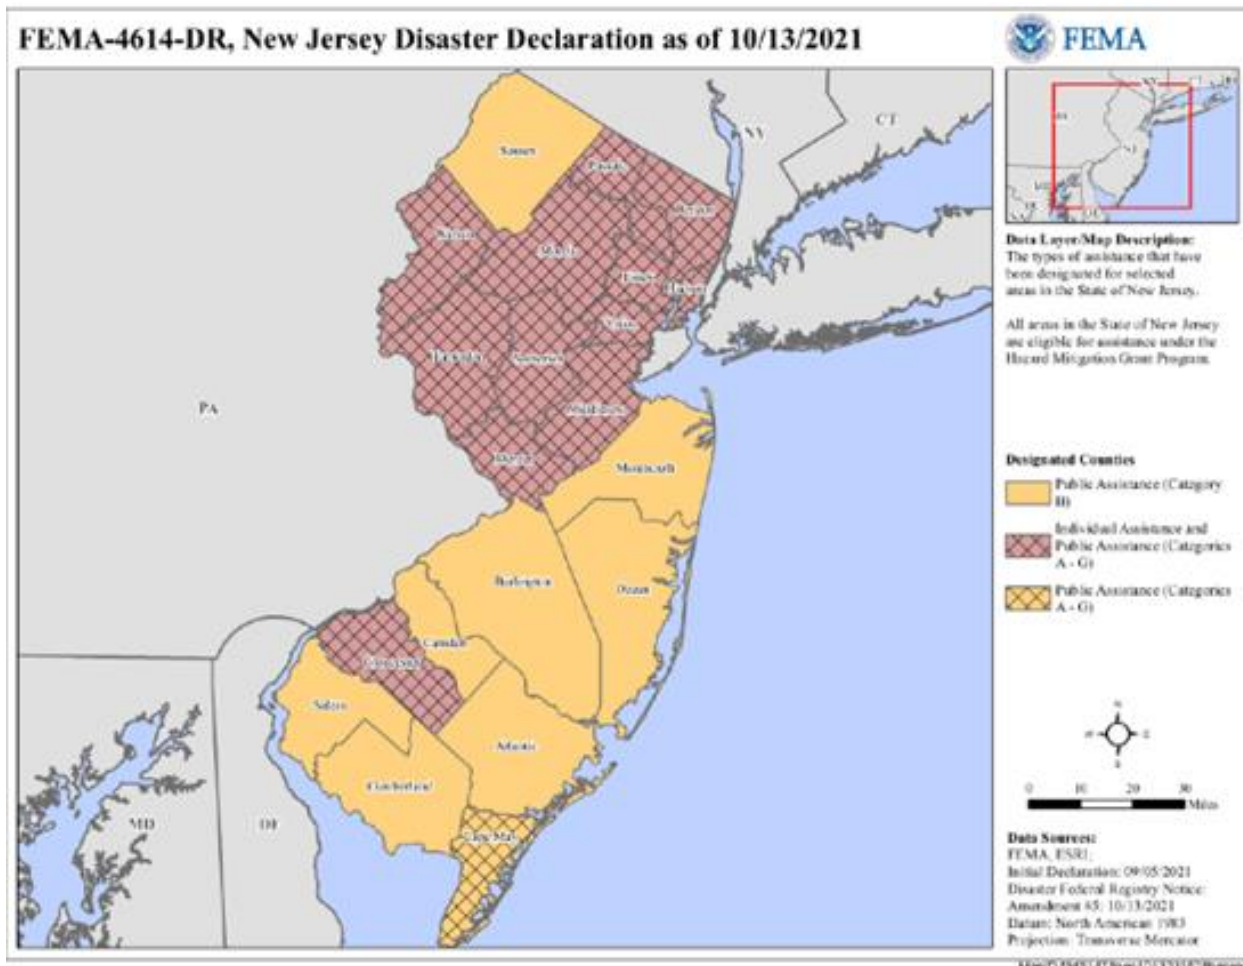 FEMA-4614-DR, New Jersey Disaster Declaration as of 10/13/2021
FEMA
NY
CT
PA
MD
DE
NJ
Sussex
Passaic
Bergen
Warren
Morris
Essex
Hudson
Union
Hunterdon
Somerset
Middlesex
Mercer
Monmouth
Burlington
Ocean
Camden
Gloucester
Salem
Atlantic
Cumberland
Cape May
Data Layer/Map Description:
The types of assistance that have
been designated for selected
areas in the State of New Jersey.
All areas in the State of New Jersey
are eligible for assistance under the
Hazard Mitigation Grant Program.
Designated Counties
Public Assistance (Category
B)
Individual Assistance and
Public Assistance (Categories
A - G)
Public Assistance (Categories
A - G)
N
W
E
S
0 10 20 30
Miles
Data Sources:
FEMA, ESRI;
Initial Declaration: 09/05/2021
Disaster Federal Registry Notice:
Amendment #5: 10/13/2021
Datum: North American 1983
Projection: Transverse Mercator